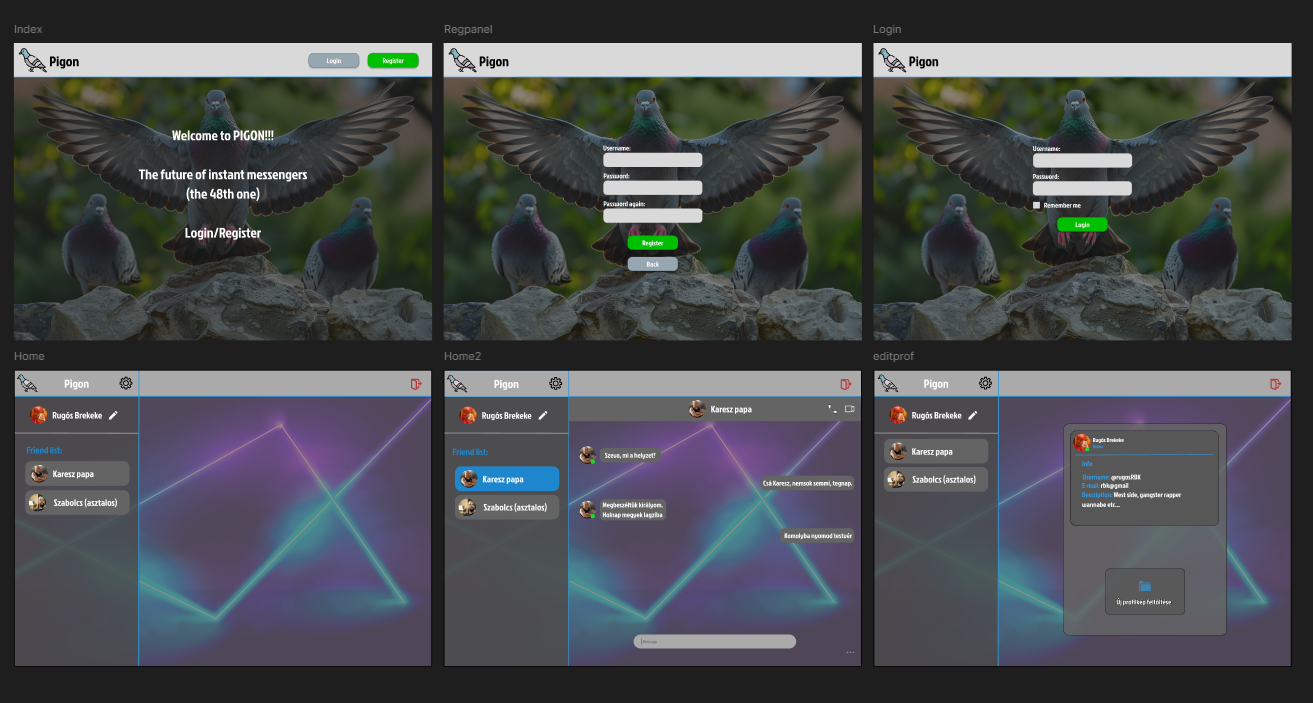 Index
Pigon
Login
Register
Welcome to PIGON!!!
The future of instant messengers
(the 48th one)
Login/Register
Regpanel
Pigon
Username:
Password:
Password again:
Register
Back
Login
Pigon
Username:
Password:
Remember me
Login
Home
Pigon
Rugós Brekeke
Friend list:
Karesz papa
Szabolcs (asztalos)
Home2
Pigon
Rugós Brekeke
Friend list:
Karesz papa
Szabolcs (asztalos)
Karesz papa
Szeva, mi a helyzet?
Csá Karesz, nemsok semmi, tegnap.
Megbeszéltük királyom.
Holnap megyek lagziba
Komolyba nyomod testvér
Message
...
editprof
Pigon
Rugós Brekeke
Karesz papa
Szabolcs (asztalos)
Rugós Brekeke
Online
Info
Username: @rugosRBK
E-mail: rbk@gmail
Description: West side, gangster rapper
wannabe etc...
Új profilkép feltöltése